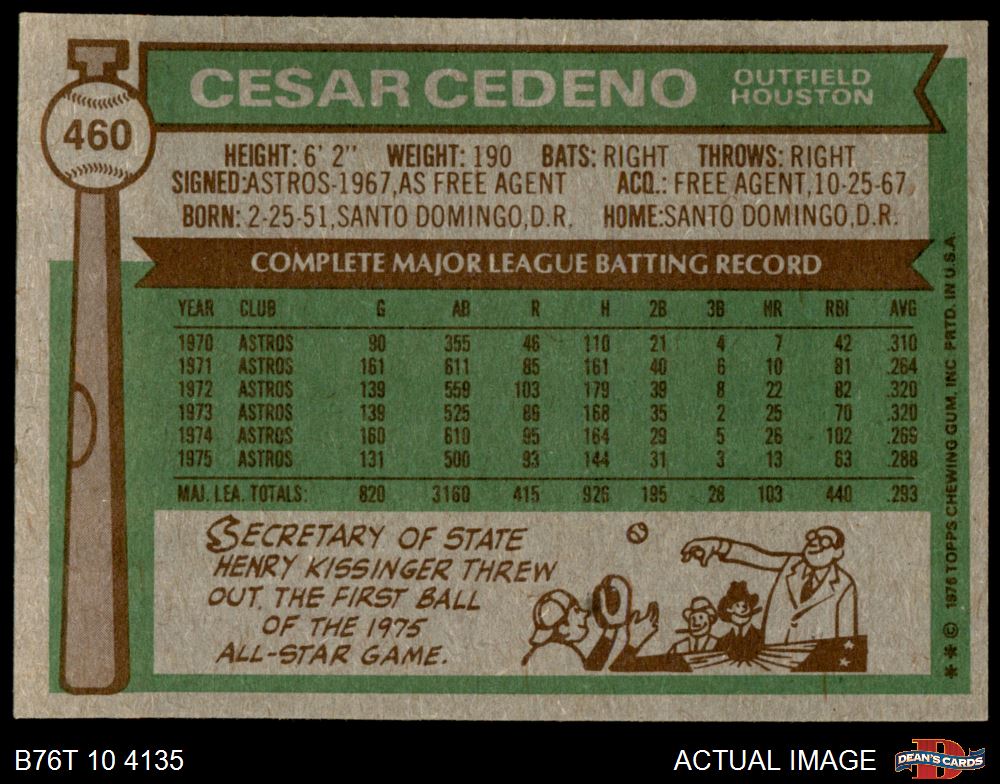 T
460
CESAR CEDENO
OUTFIELD
HOUSTON
HEIGHT: 6' 2" WEIGHT: 190 BATS: RIGHT THROWS: RIGHT
SIGNED:ASTROS-1967,AS FREE AGENT ACQ.: FREE AGENT,10-25-67
BORN: 2-25-51,SANTO DOMINGO,D.R. HOME:SANTO DOMINGO,D.R.
COMPLETE MAJOR LEAGUE BATTING RECORD
YEAR CLUB G AB R H 2B 3B HR RBI AVG
1970 ASTROS 90 355 46 110 21 4 7 42 .310
1971 ASTROS 161 611 85 161 40 6 10 81 .264
1972 ASTROS 139 559 103 179 39 8 22 82 .320
1973 ASTROS 139 525 86 168 35 2 25 70 .320
1974 ASTROS 160 610 95 164 29 5 26 102 .269
1975 ASTROS 131 500 93 144 31 3 13 63 .288
MAJ. LEA. TOTALS: 820 3160 415 926 195 28 103 440 .293
SECRETARY OF STATE
HENRY KISSINGER THREW
OUT THE FIRST BALL
OF THE 1975
ALL-STAR GAME.
* * © 1976 TOPPS CHEWING GUM, INC PRTD. IN U.S.A.
B76T 10 4135
ACTUAL IMAGE
D
DEAN'S CARDS